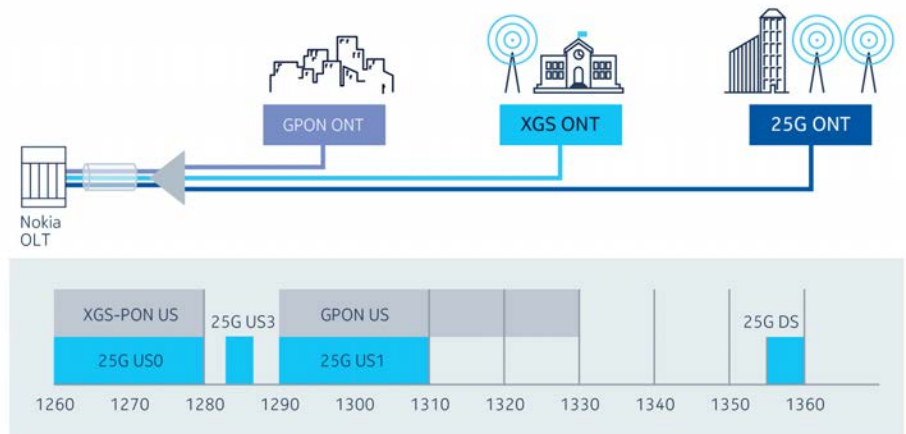 GPON ONT
XGS ONT
25G ONT
Nokia
OLT
XGS-PON US
25G US3
GPON US
25G DS
25G US0
25G US1
1260 1270 1280 1290 1300 1310 1320 1330 1340 1350 1360